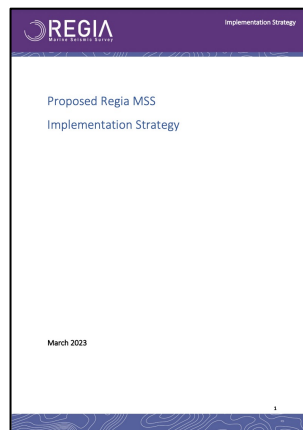 REGIA
Marine Seismic Survey
Implementation Strategy
Proposed Regia MSS
Implementation Strategy
March 2023
1